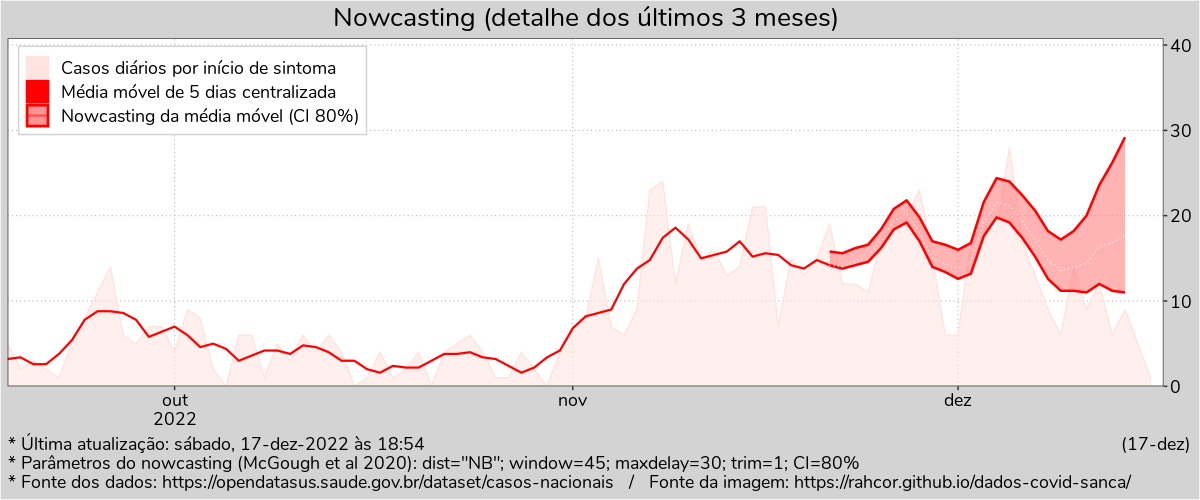 Nowcasting (detalhe dos últimos 3 meses)
Casos diários por início de sintoma
Média móvel de 5 dias centralizada
Nowcasting da média móvel (CI 80%)
40
30
20
10
0
out
2022
nov
dez
* Última atualização: sábado, 17-dez-2022 às 18:54
(17-dez)
* Parâmetros do nowcasting (McGough et al 2020): dist="NB"; window=45; maxdelay=30; trim=1; CI=80%
* Fonte dos dados: https://opendatasus.saude.gov.br/dataset/casos-nacionais / Fonte da imagem: https://rahcor.github.io/dados-covid-sanca/